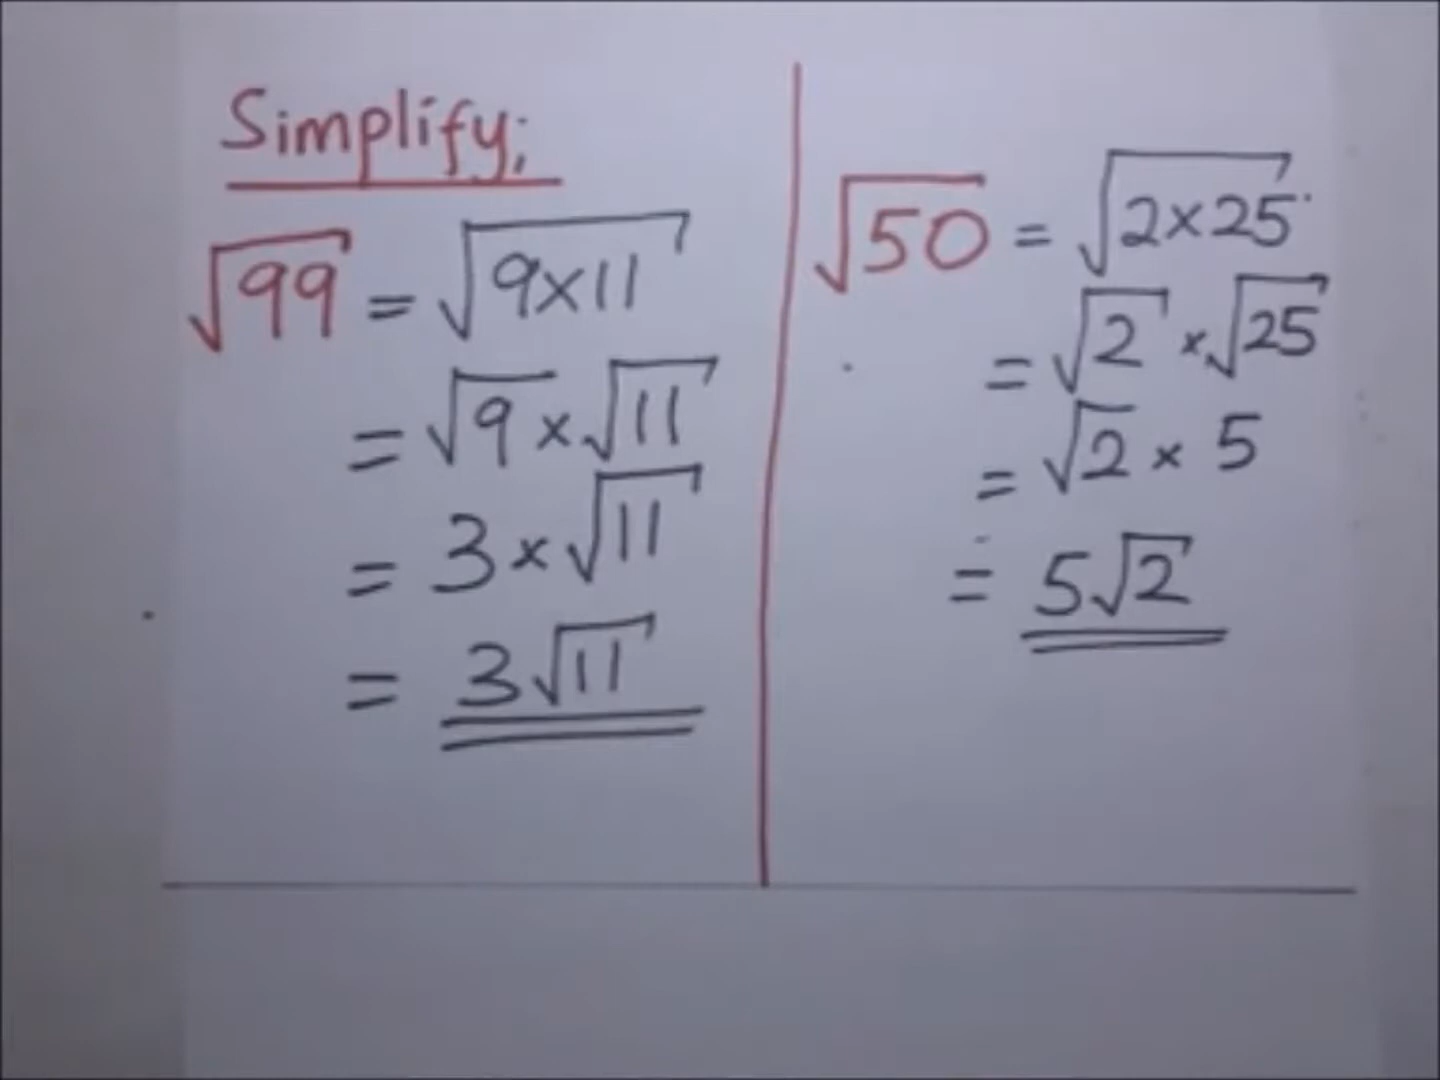 Simplify;
√99 = √9×11
= √9 × √11
= 3 × √11
= 3√11
√50 = √2×25
= √2 × √25
= √2 × 5
= 5√2